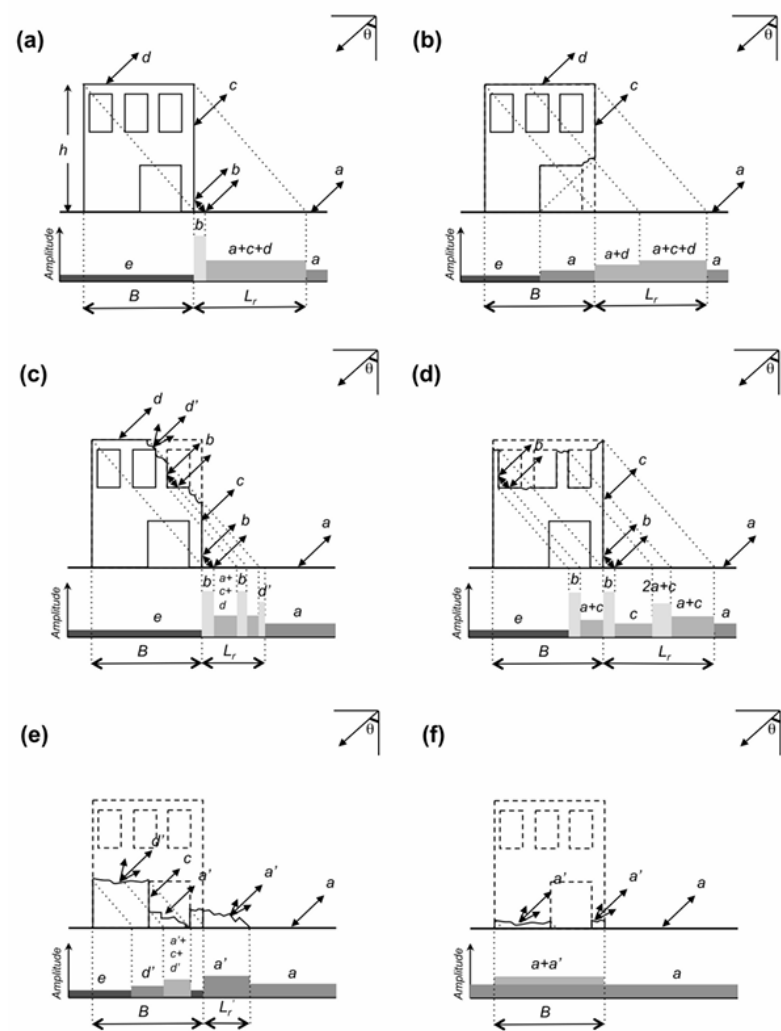 (a)
θ
d
c
h
b
a
Amplitude
b
a+c+d
a
e
B
Lr
(b)
θ
d
c
a
Amplitude
e
a
a+d
a+c+d
a
B
Lr
(c)
θ
d
d'
b
c
b
a
Amplitude
b
a+
c+
d
b
d'
e
a
B
Lr
(d)
θ
b
c
b
a
Amplitude
b
b
2a+c
a+c
c
a+c
e
a
B
Lr
(e)
θ
d'
c
a'
a'
a
Amplitude
a'+
c+
d'
e
d'
a'
a
B
Lr'
(f)
θ
a'
a'
a
Amplitude
a+a'
a
B